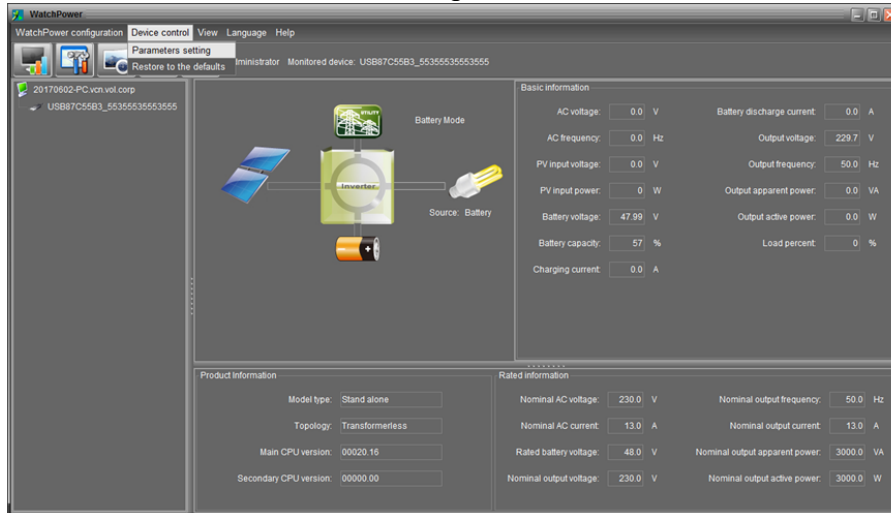 WatchPower
WatchPower configuration Device control View Language Help
Parameters setting
Restore to the defaults
ministrator Monitored device: USB87C55B3_55355535553555
20170602-PC.vcn.vol.corp
USB87C55B3_55355535553555
UTILITY
Battery Mode
Inverter
Source: Battery
Basic information
AC voltage: 0.0 V Battery discharge current: 0.0 A
AC frequency: 0.0 Hz Output voltage: 229.7 V
PV input voltage: 0.0 V Output frequency: 50.0 Hz
PV input power: 0 W Output apparent power: 0.0 VA
Battery voltage: 47.99 V Output active power: 0.0 W
Battery capacity: 57 % Load percent: 0 %
Charging current: 0.0 A
Product Information
Model type: Stand alone
Topology: Transformerless
Main CPU version: 00020.16
Secondary CPU version: 00000.00
Rated information
Nominal AC voltage: 230.0 V Nominal output frequency: 50.0 Hz
Nominal AC current: 13.0 A Nominal output current: 13.0 A
Rated battery voltage: 48.0 V Nominal output apparent power: 3000.0 VA
Nominal output voltage: 230.0 V Nominal output active power: 3000.0 W